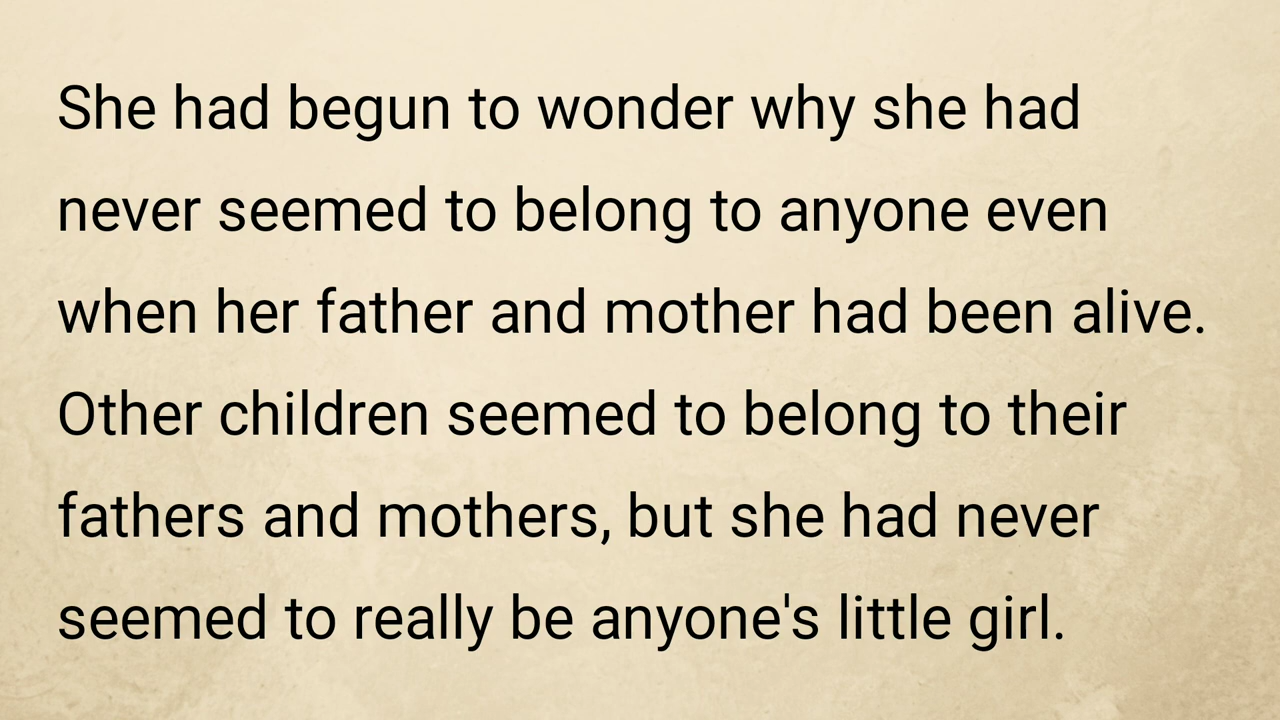 She had begun to wonder why she had
never seemed to belong to anyone even
when her father and mother had been alive.
Other children seemed to belong to their
fathers and mothers, but she had never
seemed to really be anyone's little girl.